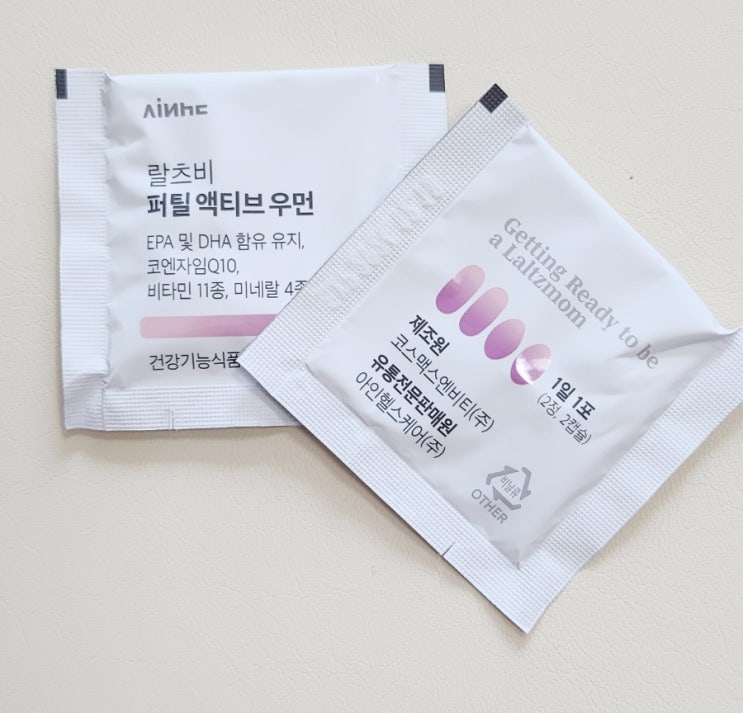 AiNhc
랄츠비
퍼틸 액티브 우먼
EPA 및 DHA 함유 유지,
코엔자임Q10,
비타민 11종, 미네랄 4종
건강기능식품
Getting Ready to be
a Laltzmom
1일 1포
(2정, 2캡슐)
제조원
코스맥스엔비티(주)
유통전문판매원
아인헬스케어(주)
비닐류
OTHER